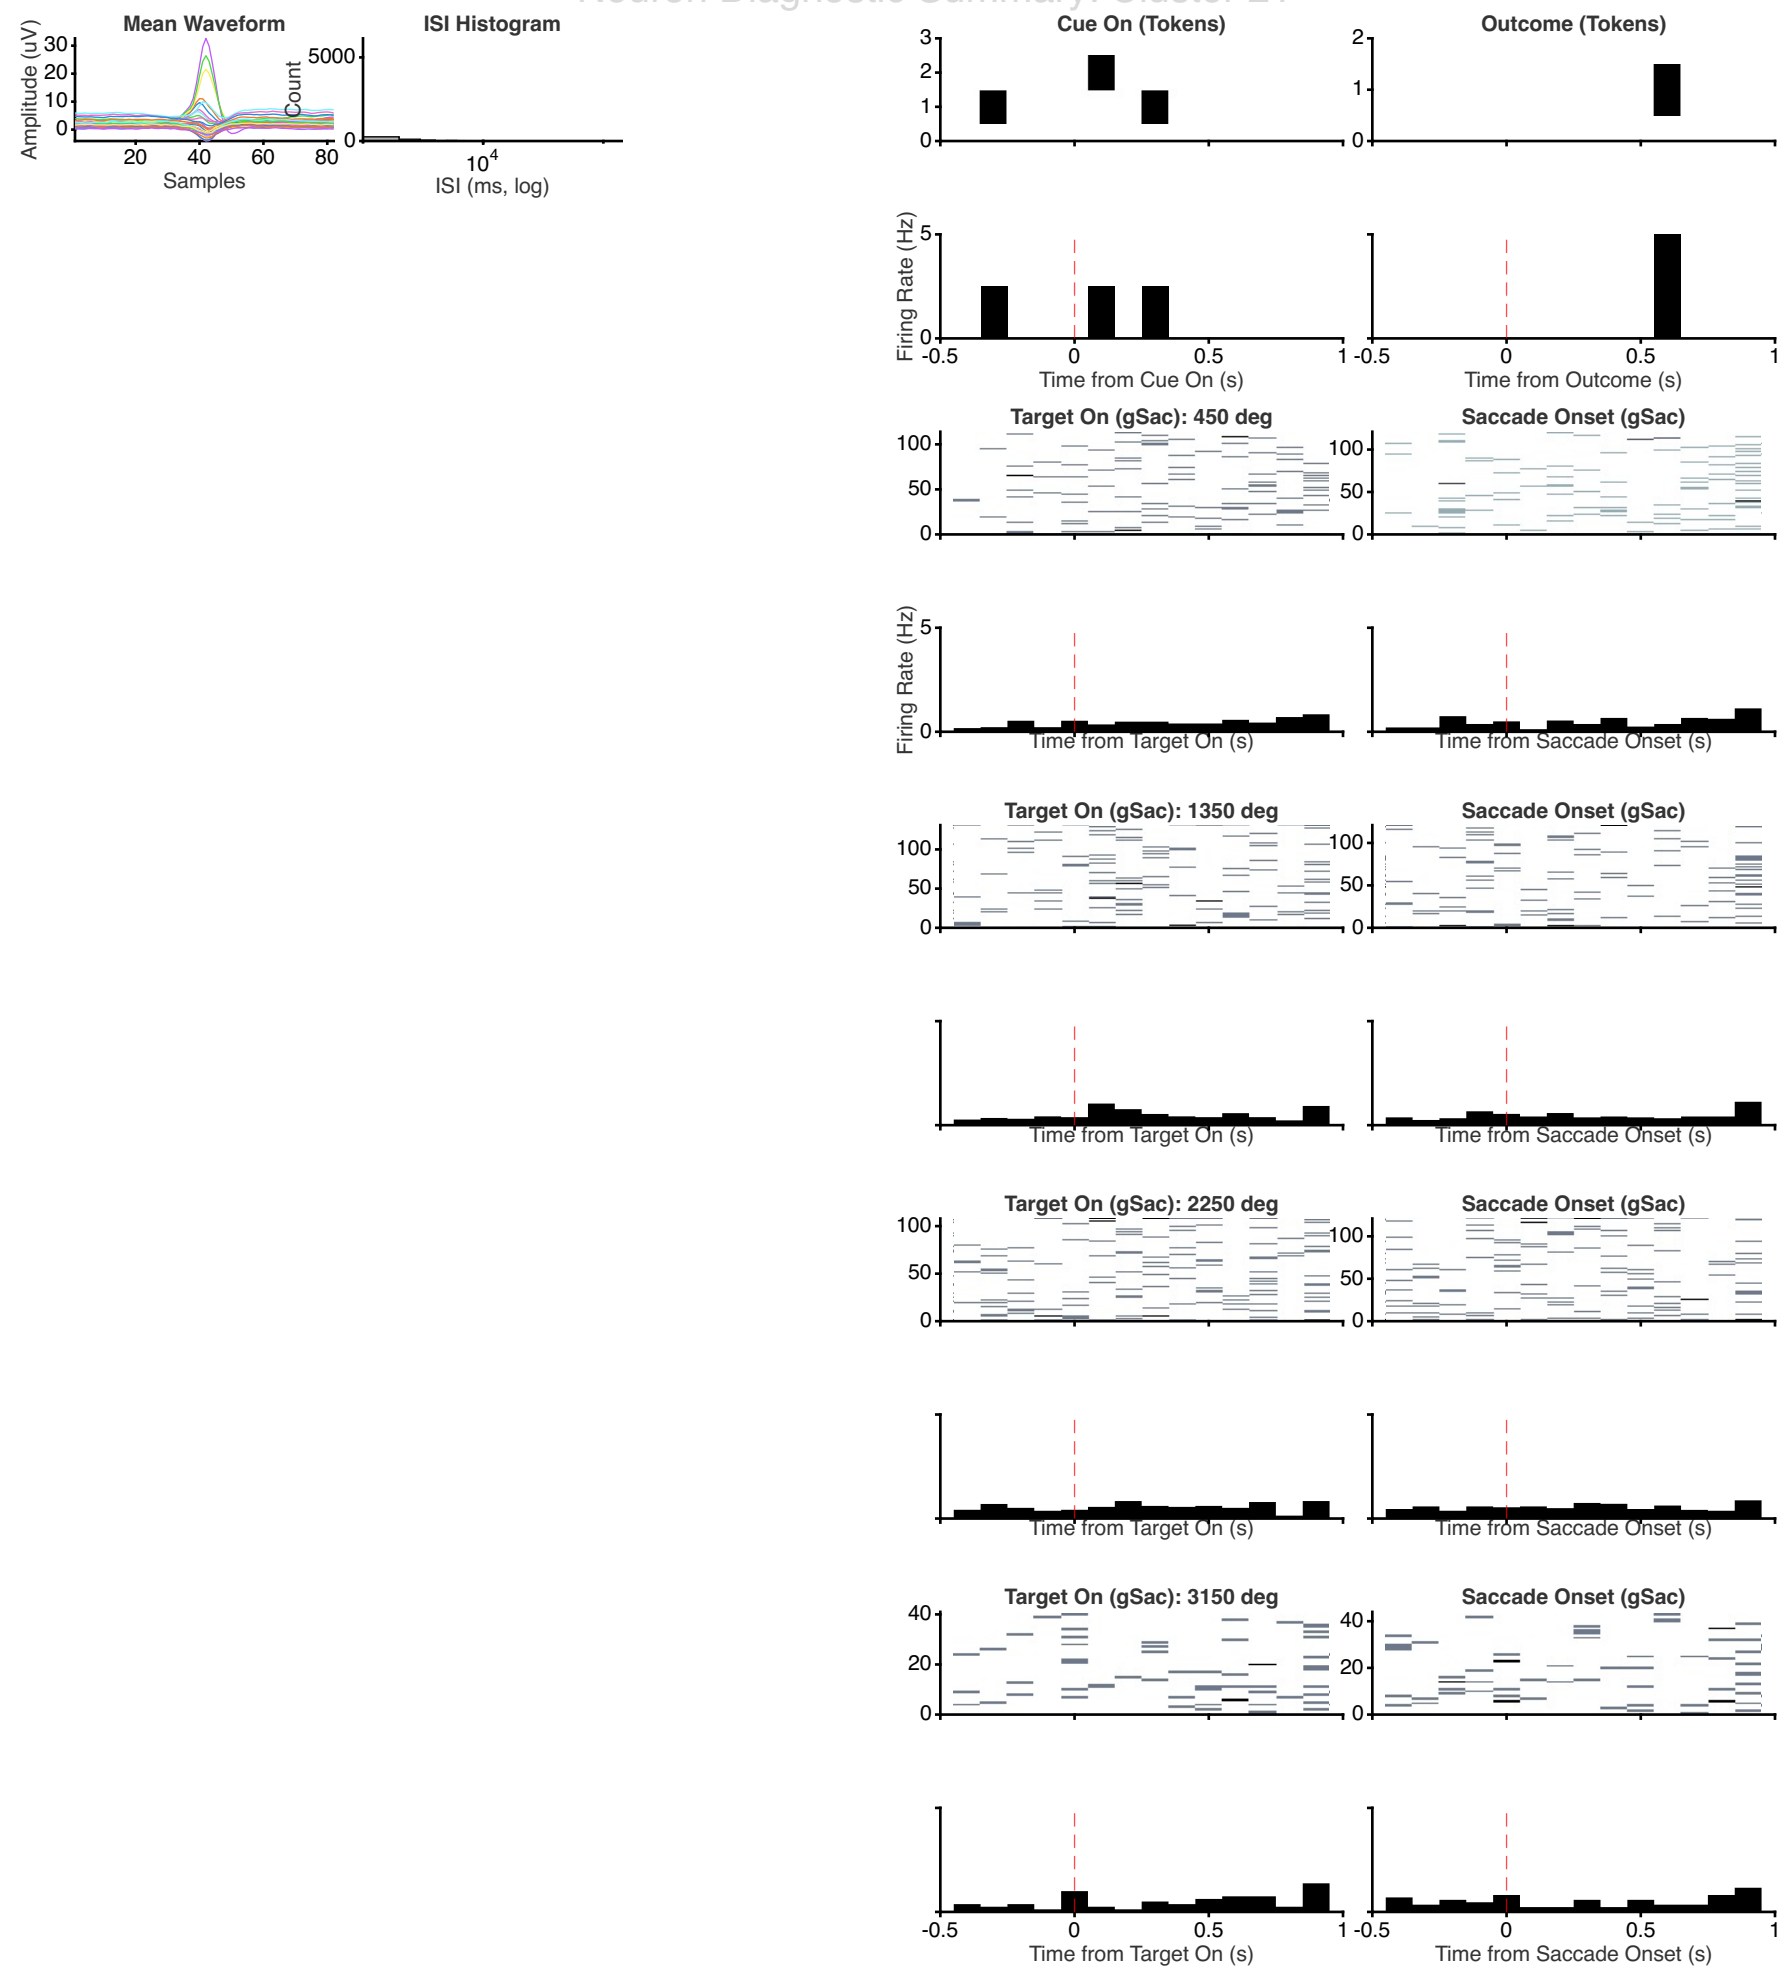 Neuron Diagnostic Summary: Cluster 21
Mean Waveform
ISI Histogram
Cue On (Tokens)
Outcome (Tokens)
Amplitude (uV)
30
20
10
0
20 40 60 80
Samples
Count
5000
0
10^4
ISI (ms, log)
3
2
1
0
2
1
0
Firing Rate (Hz)
5
0
-0.5 0 0.5 1
Time from Cue On (s)
-0.5 0 0.5 1
Time from Outcome (s)
Target On (gSac): 450 deg
Saccade Onset (gSac)
100
50
0
100
50
0
Firing Rate (Hz)
5
0
Time from Target On (s)
Time from Saccade Onset (s)
Target On (gSac): 1350 deg
Saccade Onset (gSac)
100
50
0
100
50
0
Time from Target On (s)
Time from Saccade Onset (s)
Target On (gSac): 2250 deg
Saccade Onset (gSac)
100
50
0
100
50
0
Time from Target On (s)
Time from Saccade Onset (s)
Target On (gSac): 3150 deg
Saccade Onset (gSac)
40
20
0
40
20
0
-0.5 0 0.5 1
Time from Target On (s)
-0.5 0 0.5 1
Time from Saccade Onset (s)